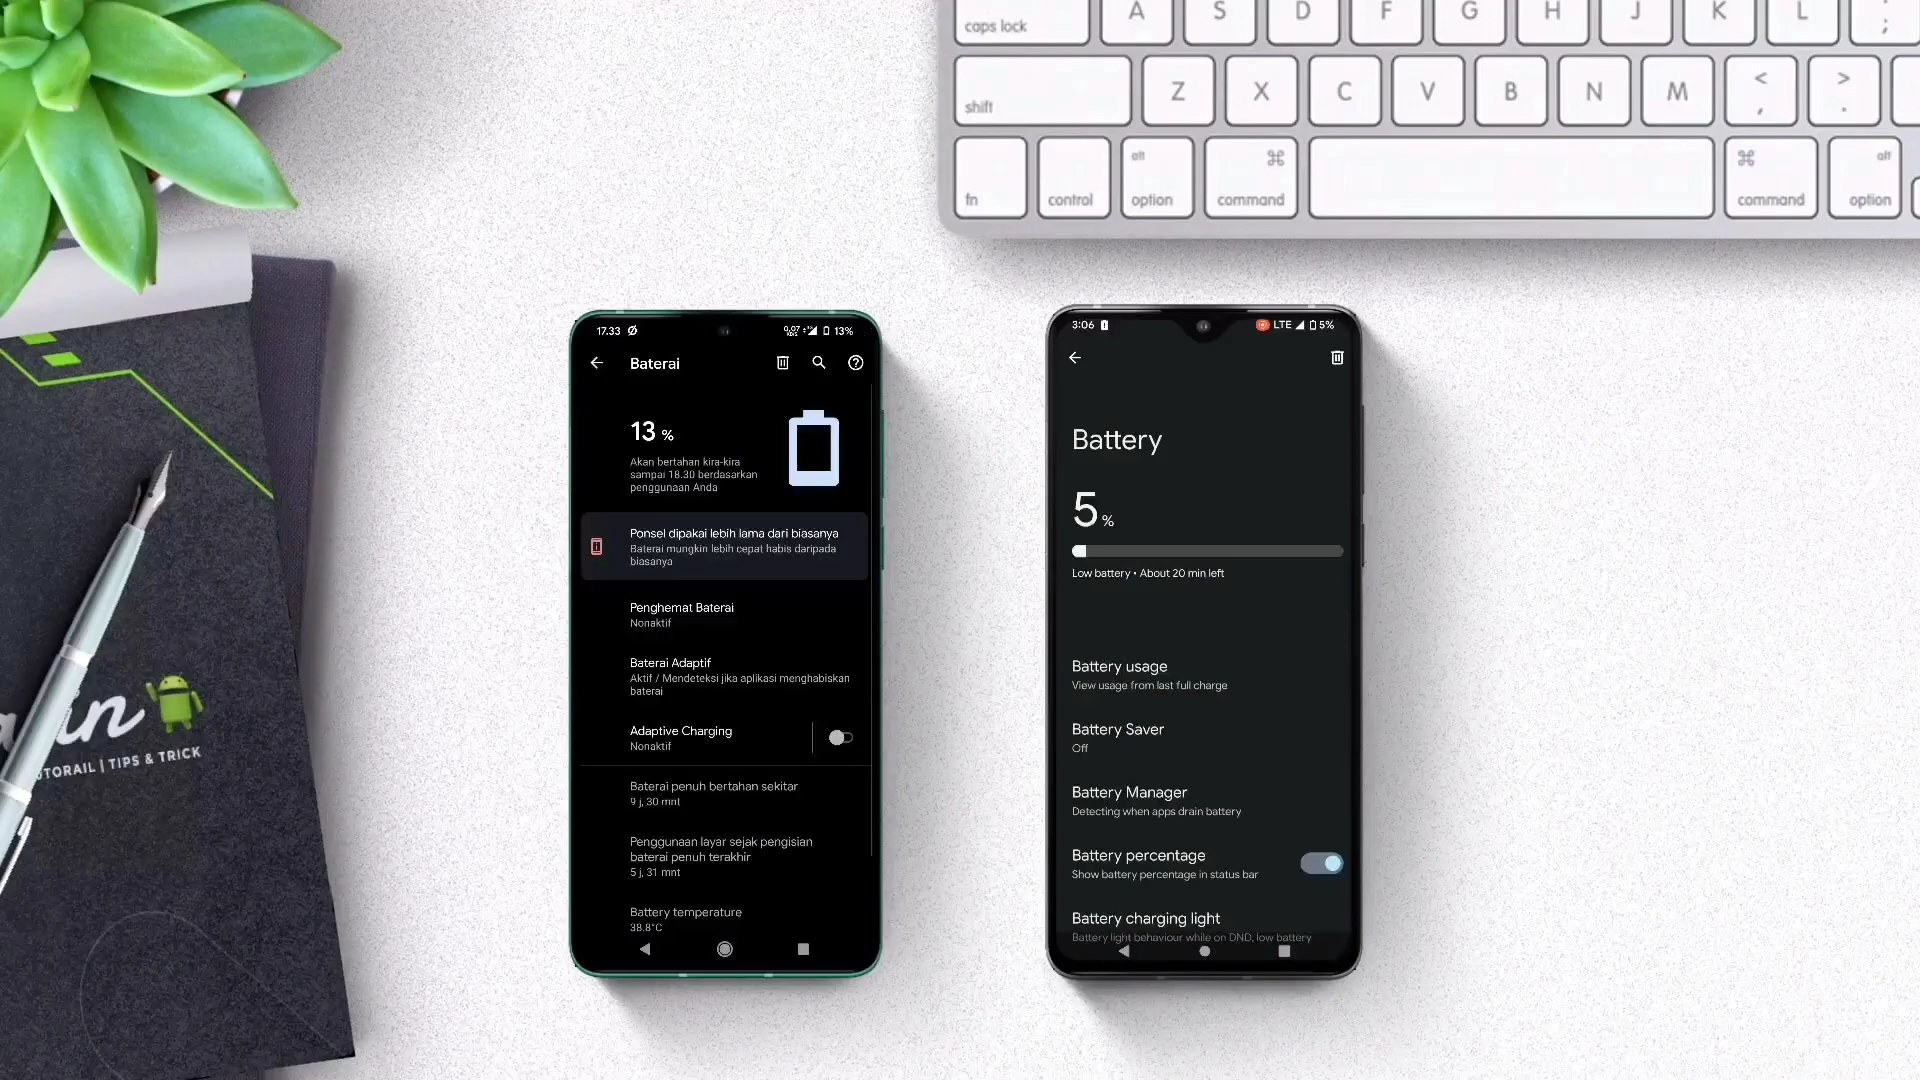 caps lock
A
S
D
F
G
H
J
K
L
;
shift
Z
X
C
V
B
N
M
<
,
>
.
fn
control
alt
option
⌘
command
⌘
command
alt
option
TIPS & TRICK
17.33
0,07
13%
Baterai
13 %
Akan bertahan kira-kira
sampai 18.30 berdasarkan
penggunaan Anda
Ponsel dipakai lebih lama dari biasanya
Baterai mungkin lebih cepat habis daripada
biasanya
Penghemat Baterai
Nonaktif
Baterai Adaptif
Aktif / Mendeteksi jika aplikasi menghabiskan
baterai
Adaptive Charging
Nonaktif
Baterai penuh bertahan sekitar
9 j, 30 mnt
Penggunaan layar sejak pengisian
baterai penuh terakhir
5 j, 31 mnt
Battery temperature
38.8°C
3:06
LTE
5%
Battery
5 %
Low battery • About 20 min left
Battery usage
View usage from last full charge
Battery Saver
Off
Battery Manager
Detecting when apps drain battery
Battery percentage
Show battery percentage in status bar
Battery charging light
Battery light behaviour while on DND, low battery